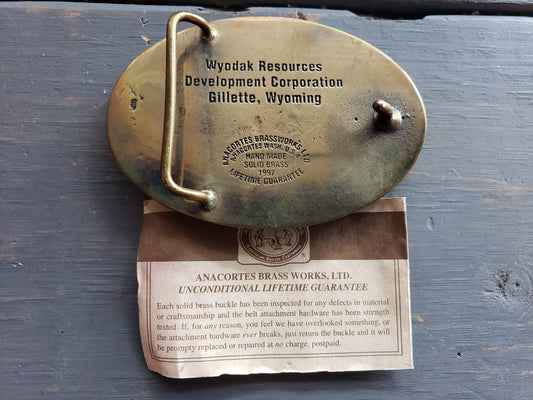 Wyodak Resources
Development Corporation
Gillette, Wyoming
ANACORTES BRASSWORKS LTD
ANACORTES WASH. U.S.A.
HAND MADE
SOLID BRASS
1997
LIFETIME GUARANTEE
ANACORTES BRASS WORKS, LTD.
UNCONDITIONAL LIFETIME GUARANTEE
Each solid brass buckle has been inspected for any defects in material
or craftsmanship and the belt attachment hardware has been strength
tested. If, for any reason, you feel we have overlooked something, or
the attachment hardware ever breaks, just return the buckle and it will
be promptly replaced or repaired at no charge, postpaid.